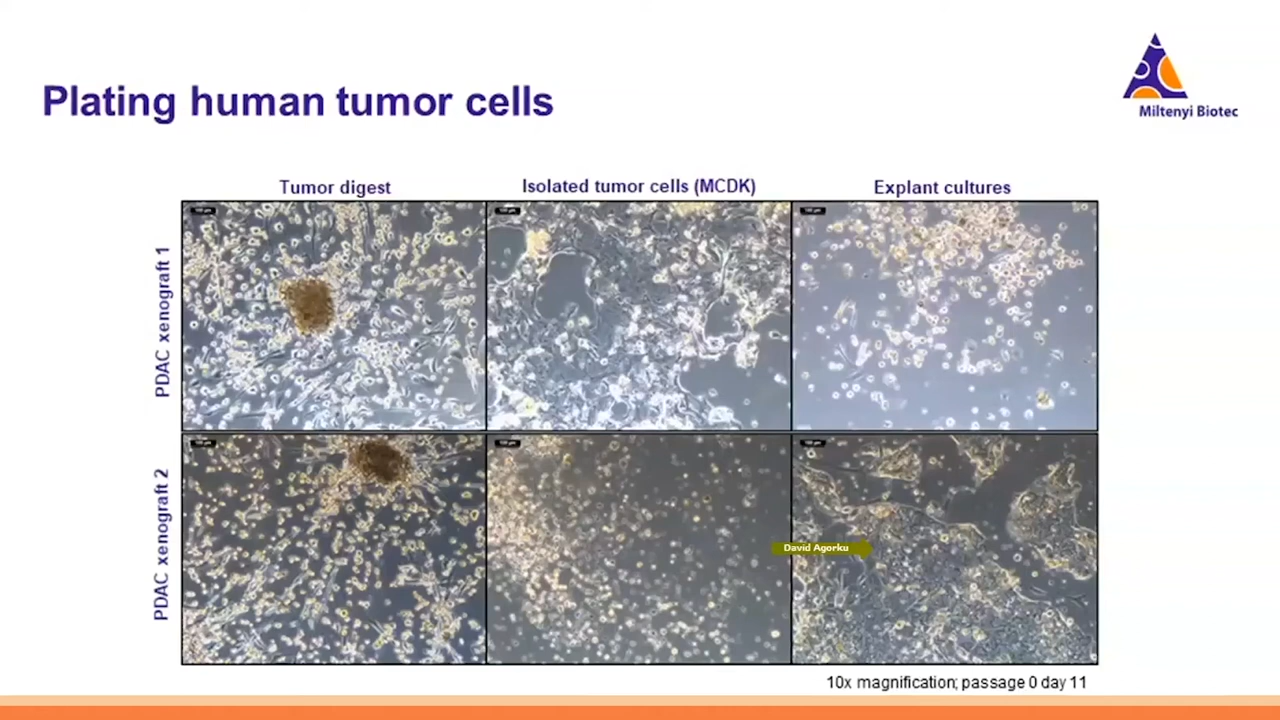 Miltenyi Biotec
Plating human tumor cells
Tumor digest
Isolated tumor cells (MCDK)
Explant cultures
PDAC xenograft 1
PDAC xenograft 2
David Agorku
10x magnification; passage 0 day 11